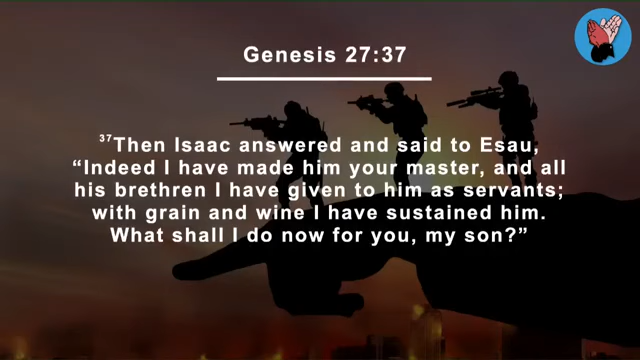 Genesis 27:37
³⁷Then Isaac answered and said to Esau,
“Indeed I have made him your master, and all
his brethren I have given to him as servants;
with grain and wine I have sustained him.
What shall I do now for you, my son?”